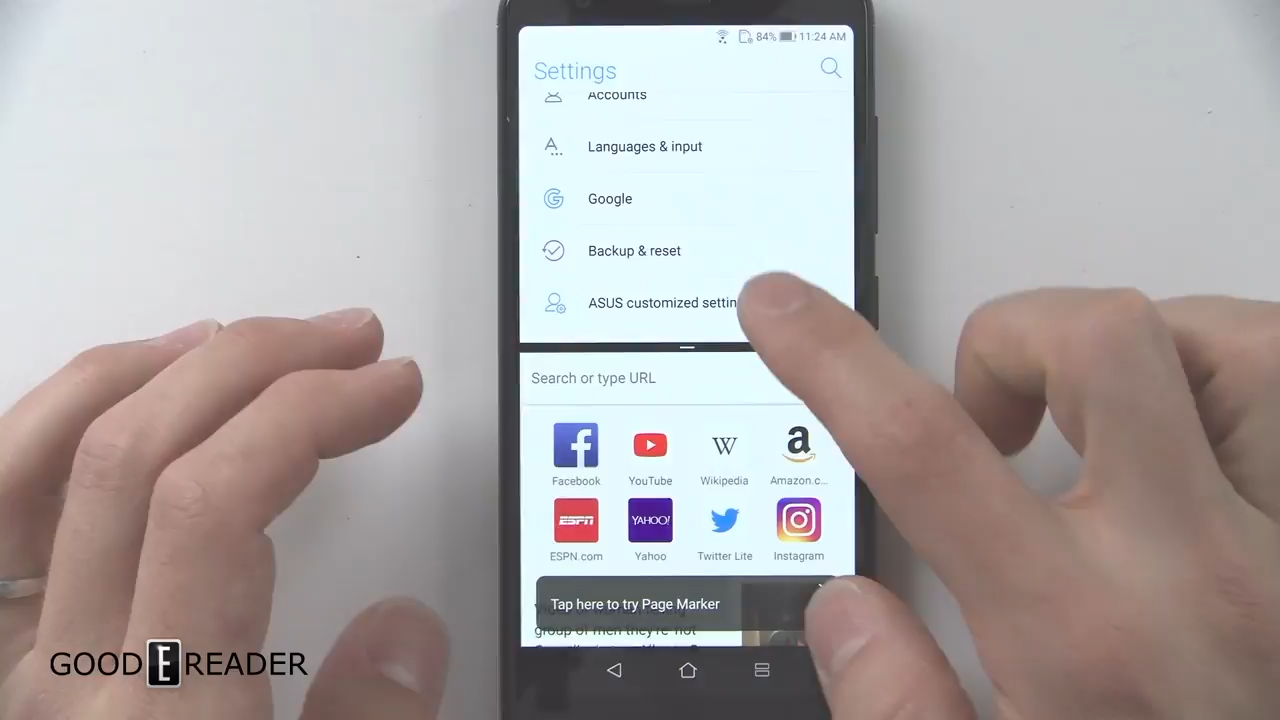 84% 11:24 AM
Settings
Accounts
Languages & input
Google
Backup & reset
ASUS customized settin
Search or type URL
W a
Facebook YouTube Wikipedia Amazon.c...
ESPN YAHOO!
ESPN.com Yahoo Twitter Lite Instagram
Tap here to try Page Marker
group of men they're not
GOOD E READER